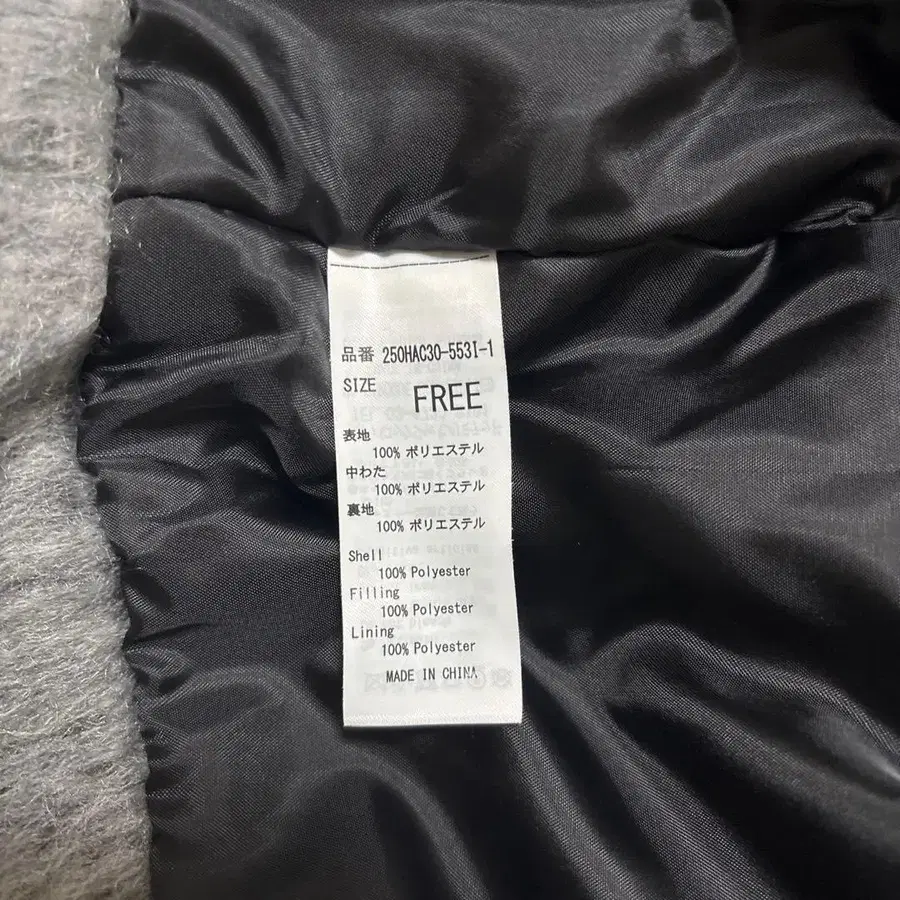 品番 250HAC30-553I-1
SIZE FREE
表地
100% ポリエステル
中わた
100% ポリエステル
裏地
100% ポリエステル
Shell
100% Polyester
Filling
100% Polyester
Lining
100% Polyester
MADE IN CHINA